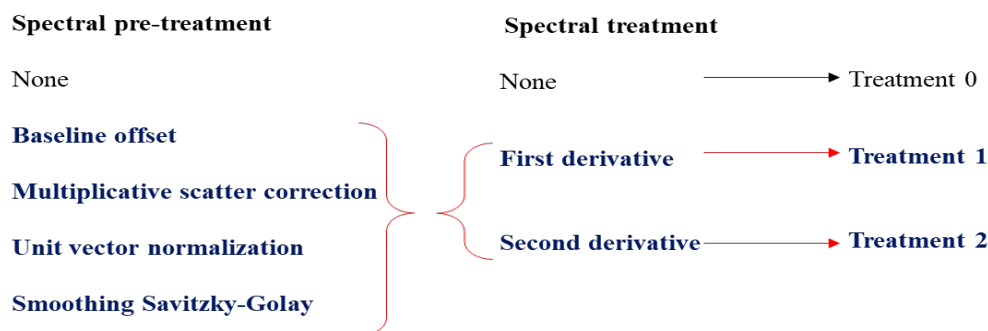 Spectral pre-treatment
Spectral treatment
None
None
Treatment 0
Baseline offset
First derivative
Treatment 1
Multiplicative scatter correction
Unit vector normalization
Second derivative
Treatment 2
Smoothing Savitzky-Golay